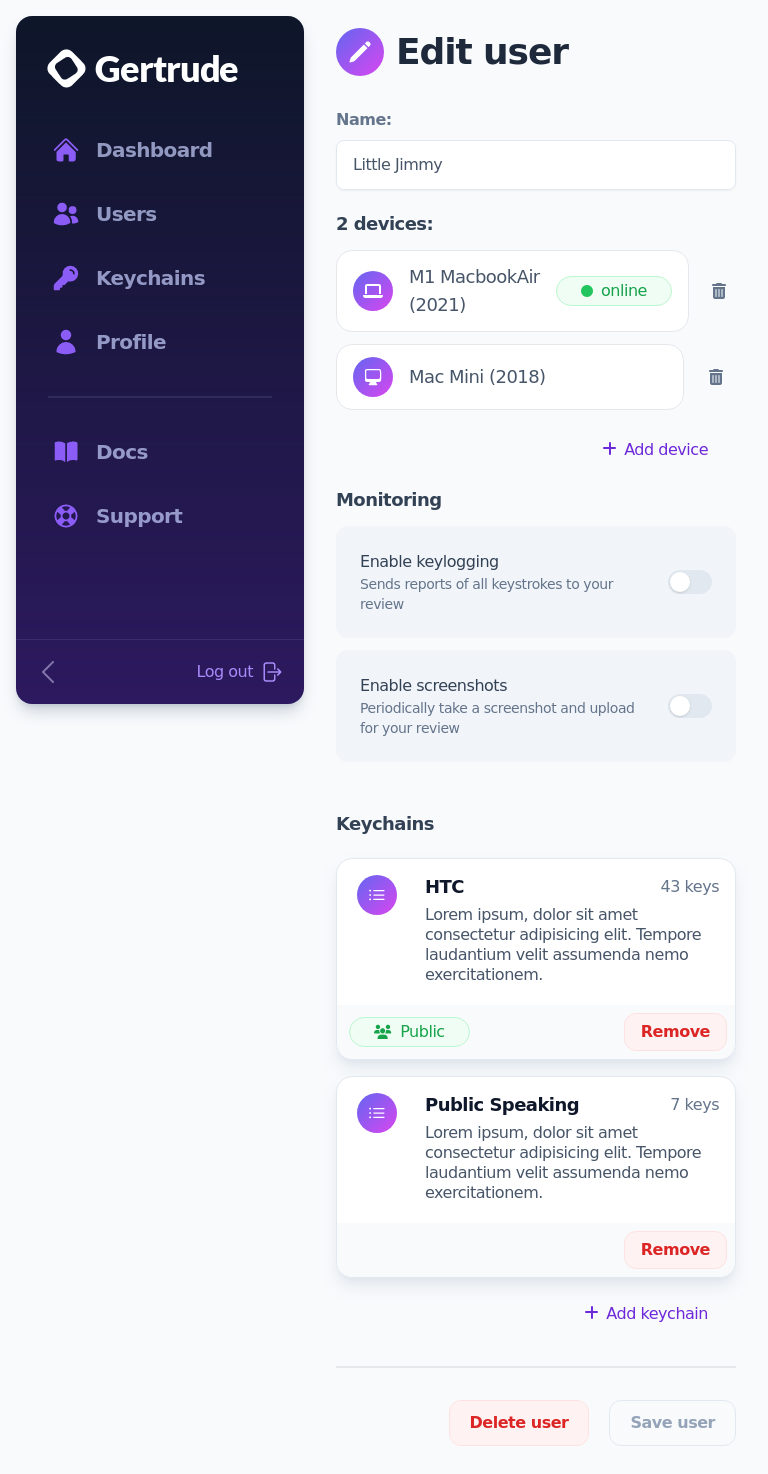 Gertrude
Dashboard
Users
Keychains
Profile
Docs
Support
Log out
Edit user
Name:
Little Jimmy
2 devices:
M1 MacbookAir
(2021)
online
Mac Mini (2018)
Add device
Monitoring
Enable keylogging
Sends reports of all keystrokes to your
review
Enable screenshots
Periodically take a screenshot and upload
for your review
Keychains
HTC
43 keys
Lorem ipsum, dolor sit amet
consectetur adipisicing elit. Tempore
laudantium velit assumenda nemo
exercitationem.
Public
Remove
Public Speaking
7 keys
Lorem ipsum, dolor sit amet
consectetur adipisicing elit. Tempore
laudantium velit assumenda nemo
exercitationem.
Remove
Add keychain
Delete user
Save user